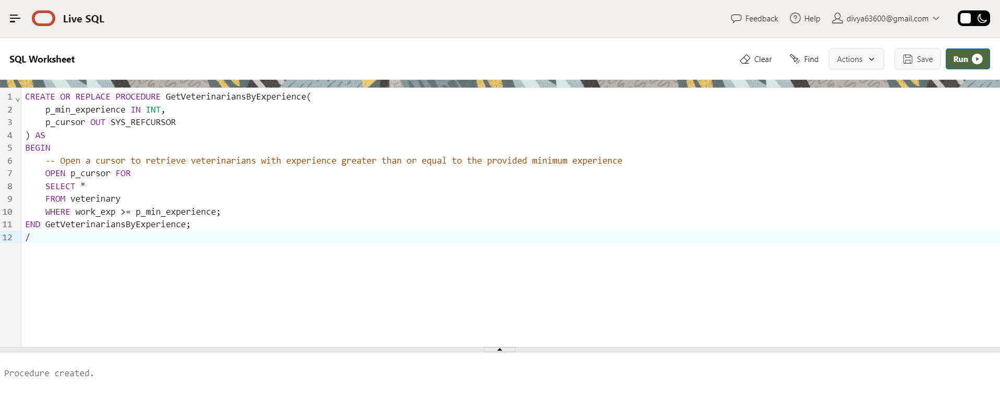 Live SQL
Feedback
Help
divya63600@gmail.com
SQL Worksheet
Clear
Find
Actions
Save
Run
1 CREATE OR REPLACE PROCEDURE GetVeterinariansByExperience(
2     p_min_experience IN INT,
3     p_cursor OUT SYS_REFCURSOR
4 ) AS
5 BEGIN
6     -- Open a cursor to retrieve veterinarians with experience greater than or equal to the provided minimum experience
7     OPEN p_cursor FOR
8     SELECT *
9     FROM veterinary
10     WHERE work_exp >= p_min_experience;
11 END GetVeterinariansByExperience;
12 /
Procedure created.